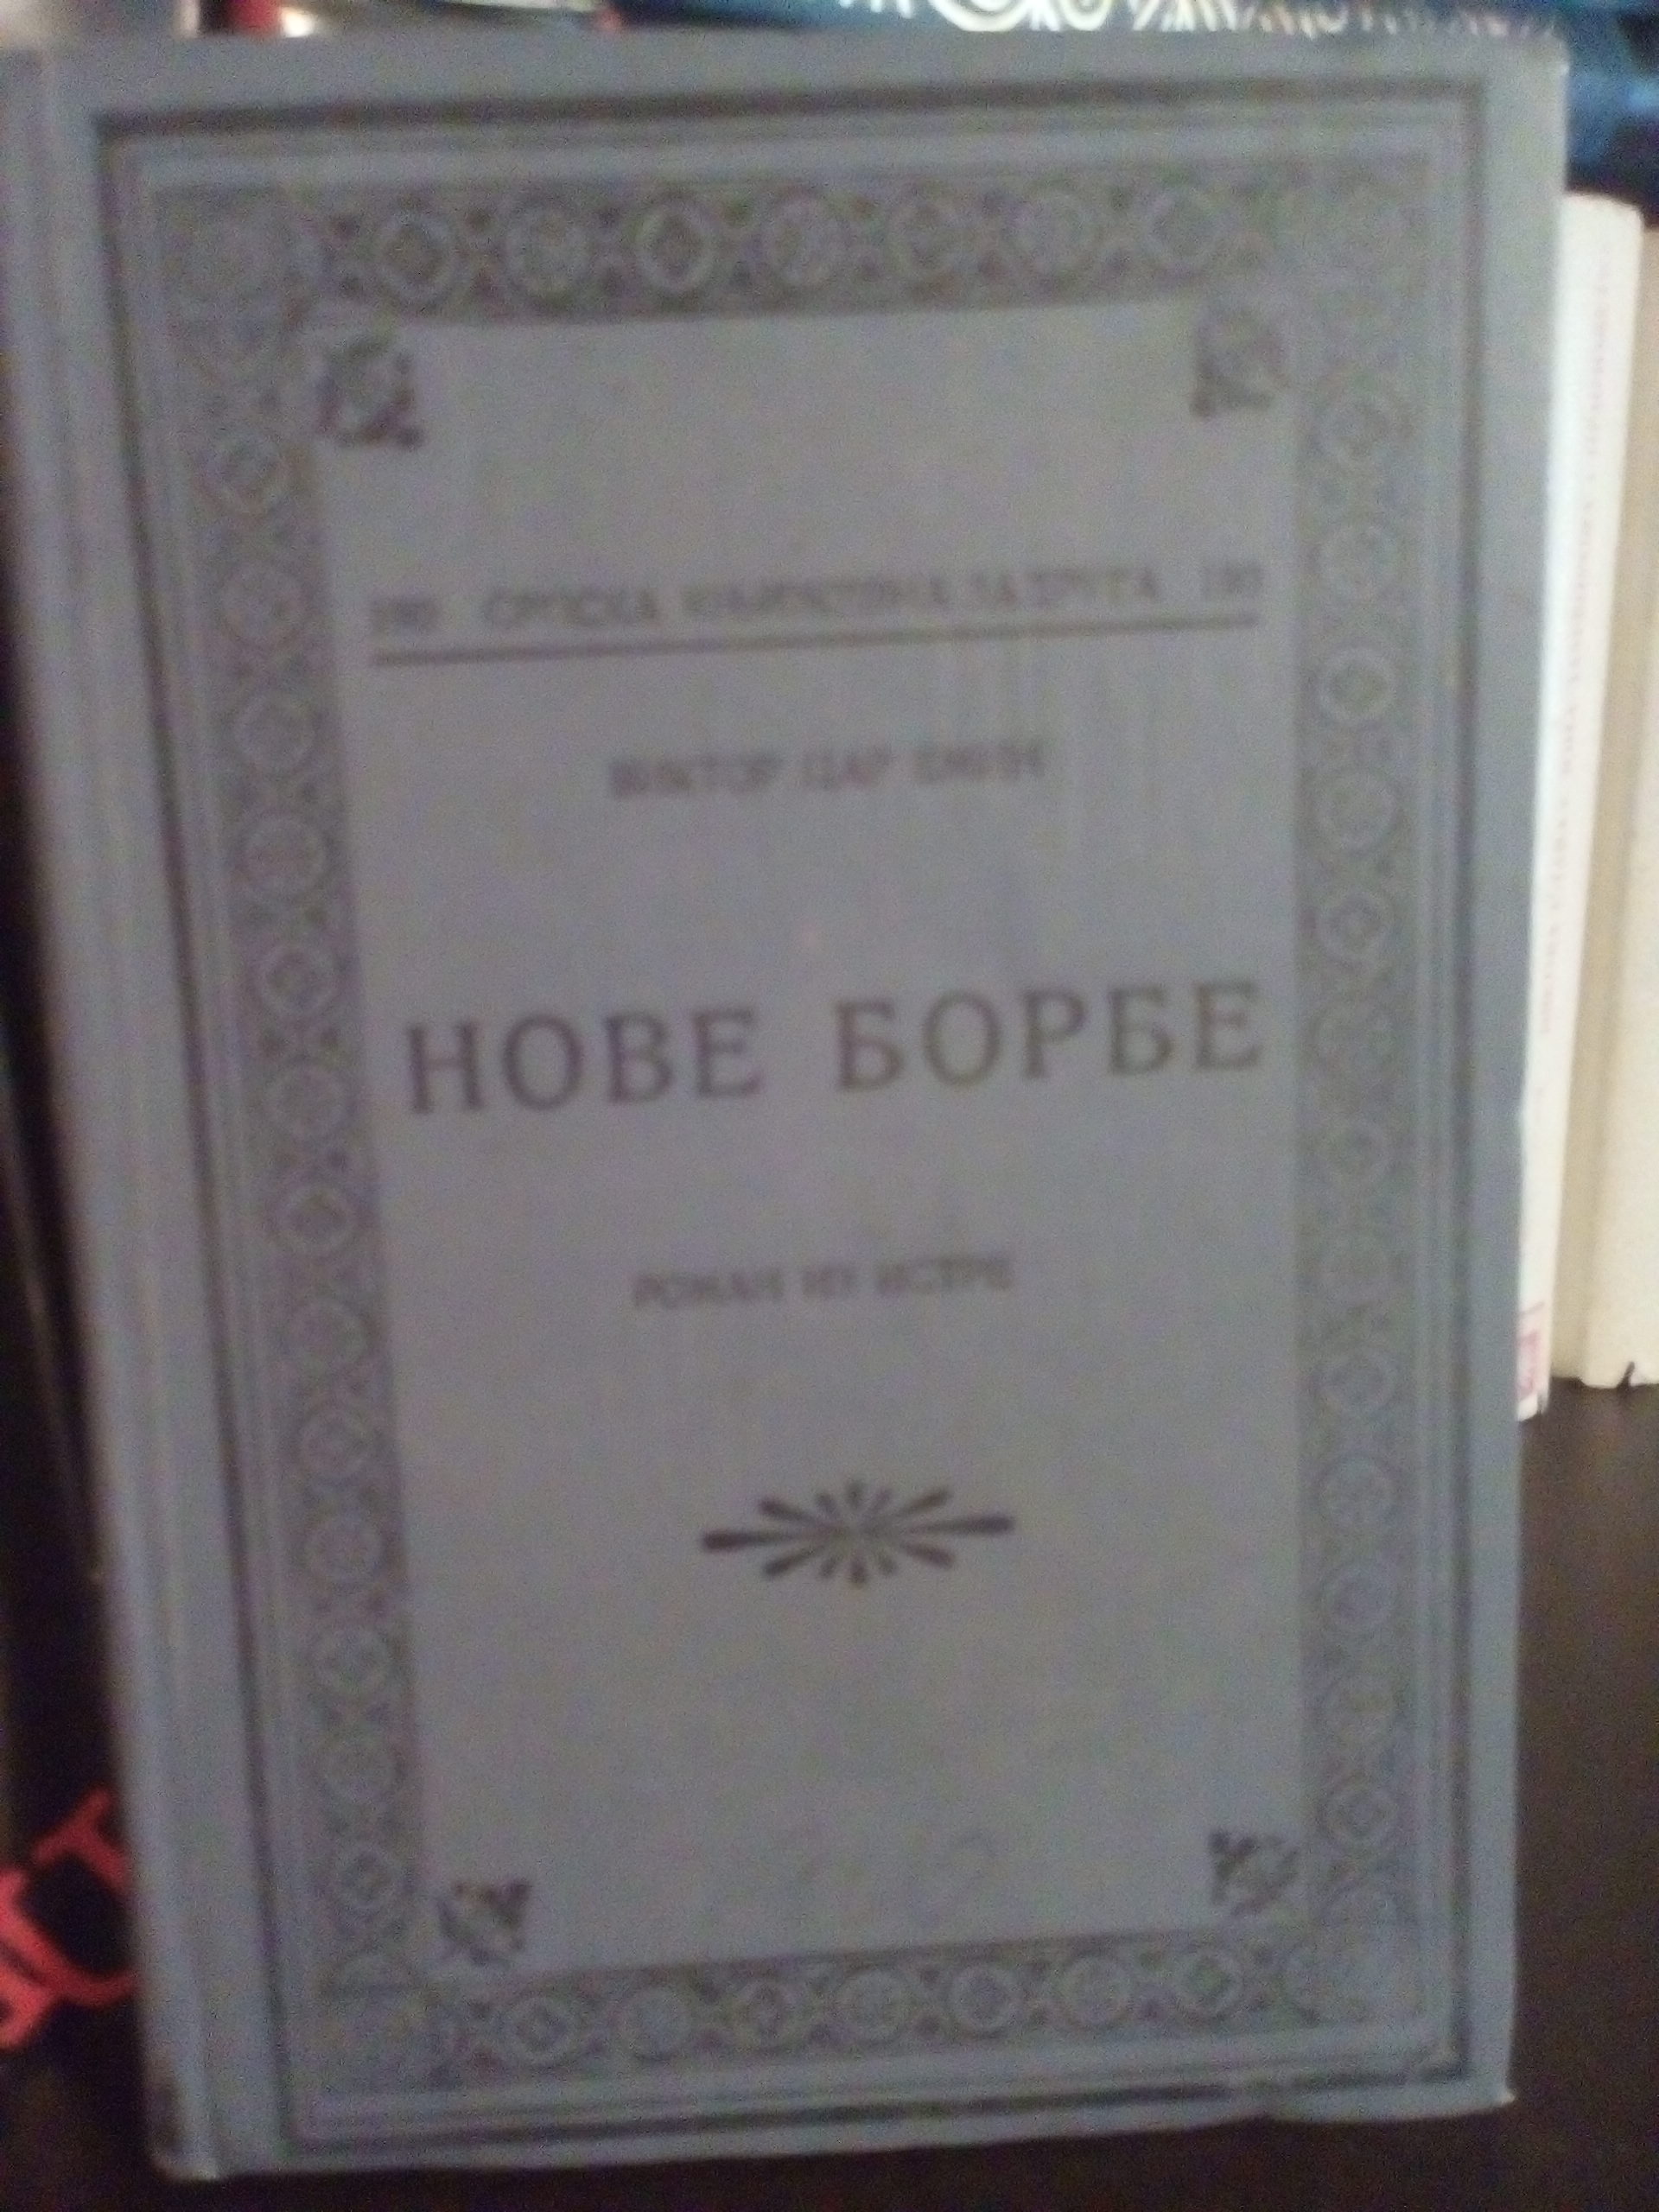 СРПСКА КЊИЖЕВНА ЗАДРУГА
ВИКТОР ЦАР ЕМИН
НОВЕ БОРБЕ
РОМАН ИЗ ИСТРЕ